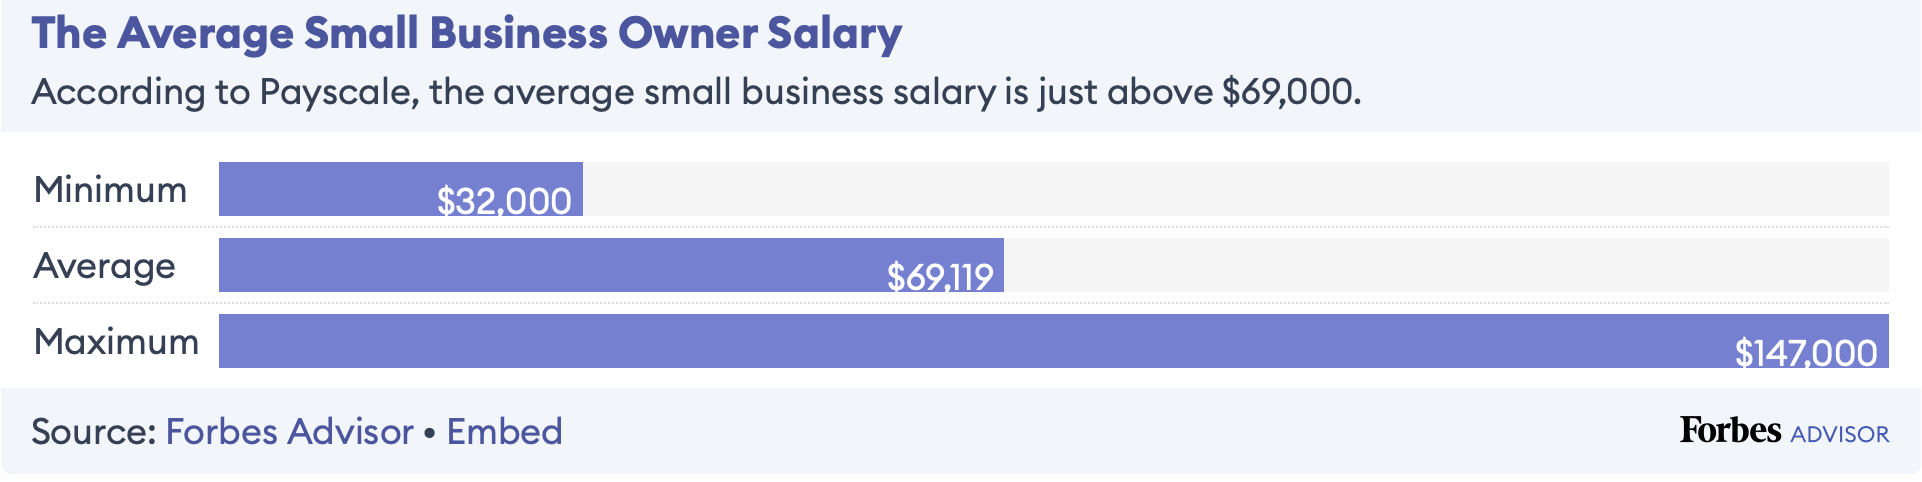 The Average Small Business Owner Salary
According to Payscale, the average small business salary is just above $69,000.
Minimum $32,000
Average $69,119
Maximum $147,000
Source: Forbes Advisor • Embed
Forbes ADVISOR